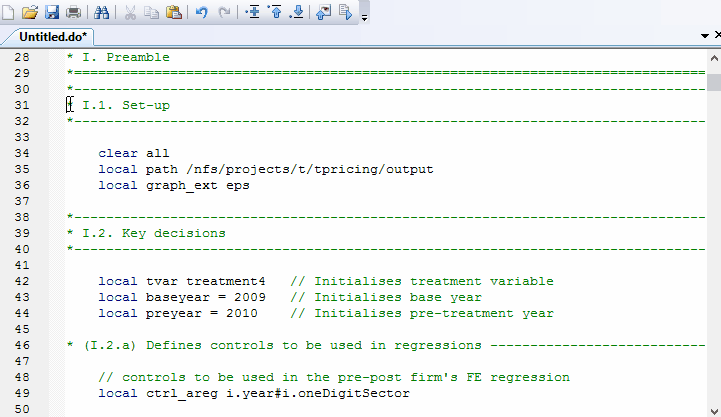 Untitled.do*
28 * I. Preamble
29 *================================================================================
30 *--------------------------------------------------------------------------------
31 * I.1. Set-up
32 *--------------------------------------------------------------------------------
33
34 clear all
35 local path /nfs/projects/t/tpricing/output
36 local graph_ext eps
37
38 *--------------------------------------------------------------------------------
39 * I.2. Key decisions
40 *--------------------------------------------------------------------------------
41
42 local tvar treatment4 // Initialises treatment variable
43 local baseyear = 2009 // Initialises base year
44 local preyear = 2010 // Initialises pre-treatment year
45
46 * (I.2.a) Defines controls to be used in regressions ---------------------------
47
48 // controls to be used in the pre-post firm's FE regression
49 local ctrl_areg i.year#i.oneDigitSector
50